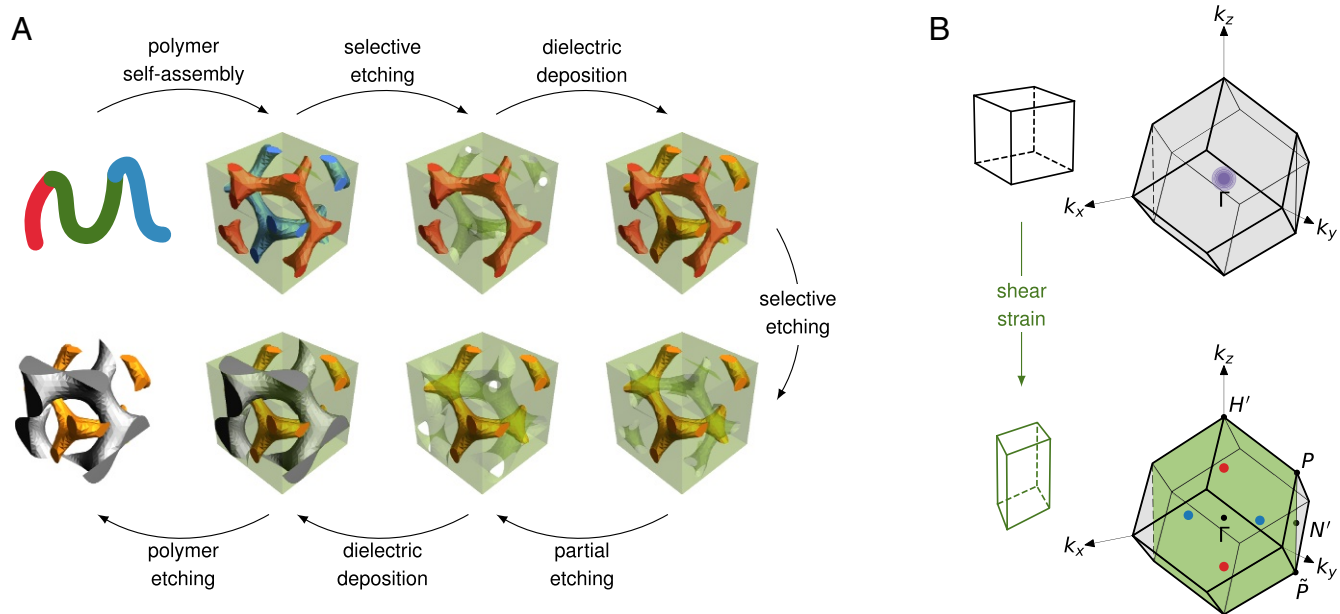 A
polymer
self-assembly
selective
etching
dielectric
deposition
selective
etching
polymer
etching
dielectric
deposition
partial
etching
B
k_z
k_x
k_y
Γ
shear
strain
k_z
H′
P
N′
Γ
k_x
k_y
P̃